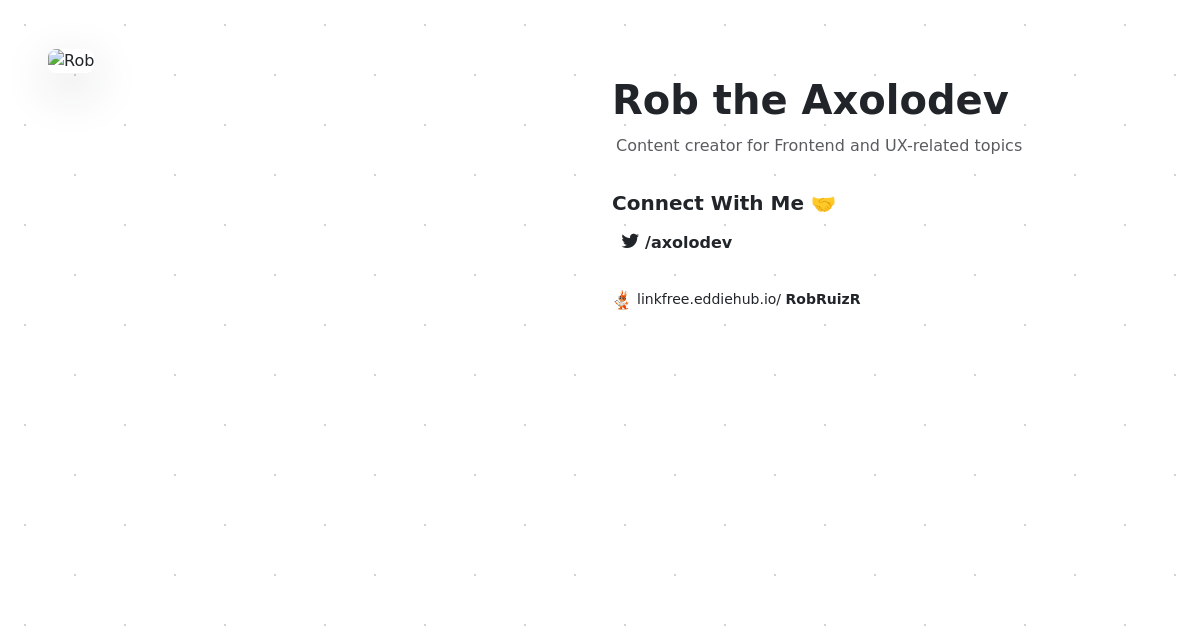 Rob
Rob the Axolodev
Content creator for Frontend and UX-related topics
Connect With Me 🤝
/axolodev
linkfree.eddiehub.io/ RobRuizR